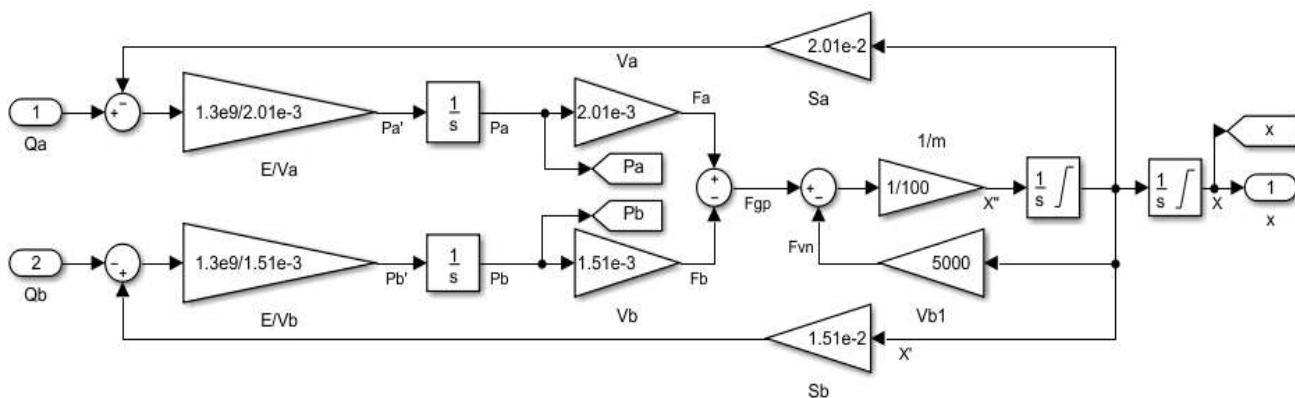 2.01e-2
Va
Sa
x
1
Qa
+
−
1.3e9/2.01e-3
Pa'
E/Va
1
s
Pa
2.01e-3
Fa
Pa
1/m
+
−
Fgp
+
−
1/100
X"
1
s
1
s
X
1
x
Pb
Fvn
5000
Vb1
2
Qb
−
+
1.3e9/1.51e-3
Pb'
E/Vb
1
s
Pb
1.51e-3
Fb
Vb
1.51e-2
X'
Sb